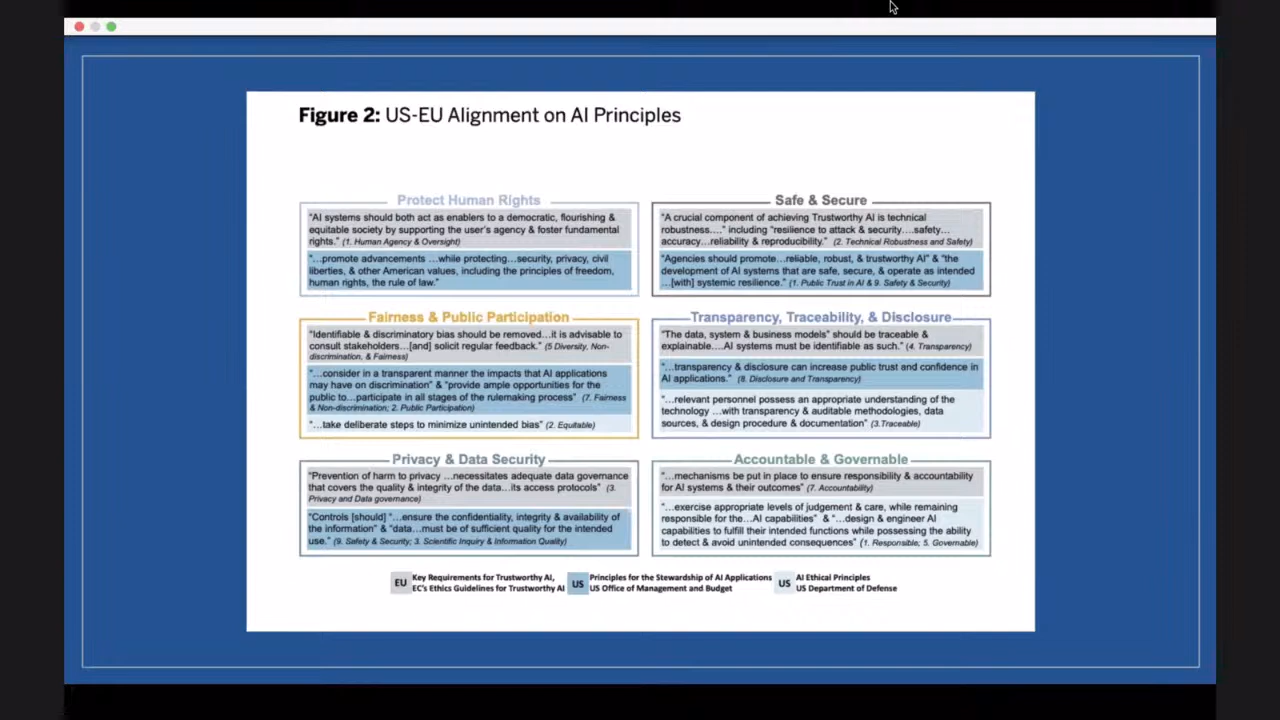 Figure 2: US-EU Alignment on AI Principles
Protect Human Rights
"AI systems should both act as enablers to a democratic, flourishing &
equitable society by supporting the user's agency & foster fundamental
rights." (1. Human Agency & Oversight)
"…promote advancements …while protecting…security, privacy, civil
liberties, & other American values, including the principles of freedom,
human rights, the rule of law."
Safe & Secure
"A crucial component of achieving Trustworthy AI is technical
robustness…." including "resilience to attack & security….safety…
accuracy…reliability & reproducibility." (2. Technical Robustness and Safety)
"Agencies should promote…reliable, robust, & trustworthy AI" & "the
development of AI systems that are safe, secure, & operate as intended
…[with] systemic resilience." (1. Public Trust in AI & 9. Safety & Security)
Fairness & Public Participation
"Identifiable & discriminatory bias should be removed…it is advisable to
consult stakeholders…[and] solicit regular feedback." (5 Diversity, Non-
discrimination, & Fairness)
"…consider in a transparent manner the impacts that AI applications
may have on discrimination" & "provide ample opportunities for the
public to…participate in all stages of the rulemaking process" (7. Fairness
& Non-discrimination; 2. Public Participation)
"…take deliberate steps to minimize unintended bias" (2. Equitable)
Transparency, Traceability, & Disclosure
"The data, system & business models" should be traceable &
explainable….AI systems must be identifiable as such." (4. Transparency)
"…transparency & disclosure can increase public trust and confidence in
AI applications." (8. Disclosure and Transparency)
"…relevant personnel possess an appropriate understanding of the
technology …with transparency & auditable methodologies, data
sources, & design procedure & documentation" (3.Traceable)
Privacy & Data Security
"Prevention of harm to privacy …necessitates adequate data governance
that covers the quality & integrity of the data…its access protocols" (3.
Privacy and Data governance)
"Controls [should] "…ensure the confidentiality, integrity & availability of
the information" & "data…must be of sufficient quality for the intended
use." (9. Safety & Security; 3. Scientific Inquiry & Information Quality)
Accountable & Governable
"…mechanisms be put in place to ensure responsibility & accountability
for AI systems & their outcomes" (7. Accountability)
"…exercise appropriate levels of judgement & care, while remaining
responsible for the…AI capabilities" & "…design & engineer AI
capabilities to fulfill their intended functions while possessing the ability
to detect & avoid unintended consequences" (1. Responsible; 5. Governable)
EU Key Requirements for Trustworthy AI,
EC's Ethics Guidelines for Trustworthy AI
US Principles for the Stewardship of AI Applications
US Office of Management and Budget
US AI Ethical Principles
US Department of Defense